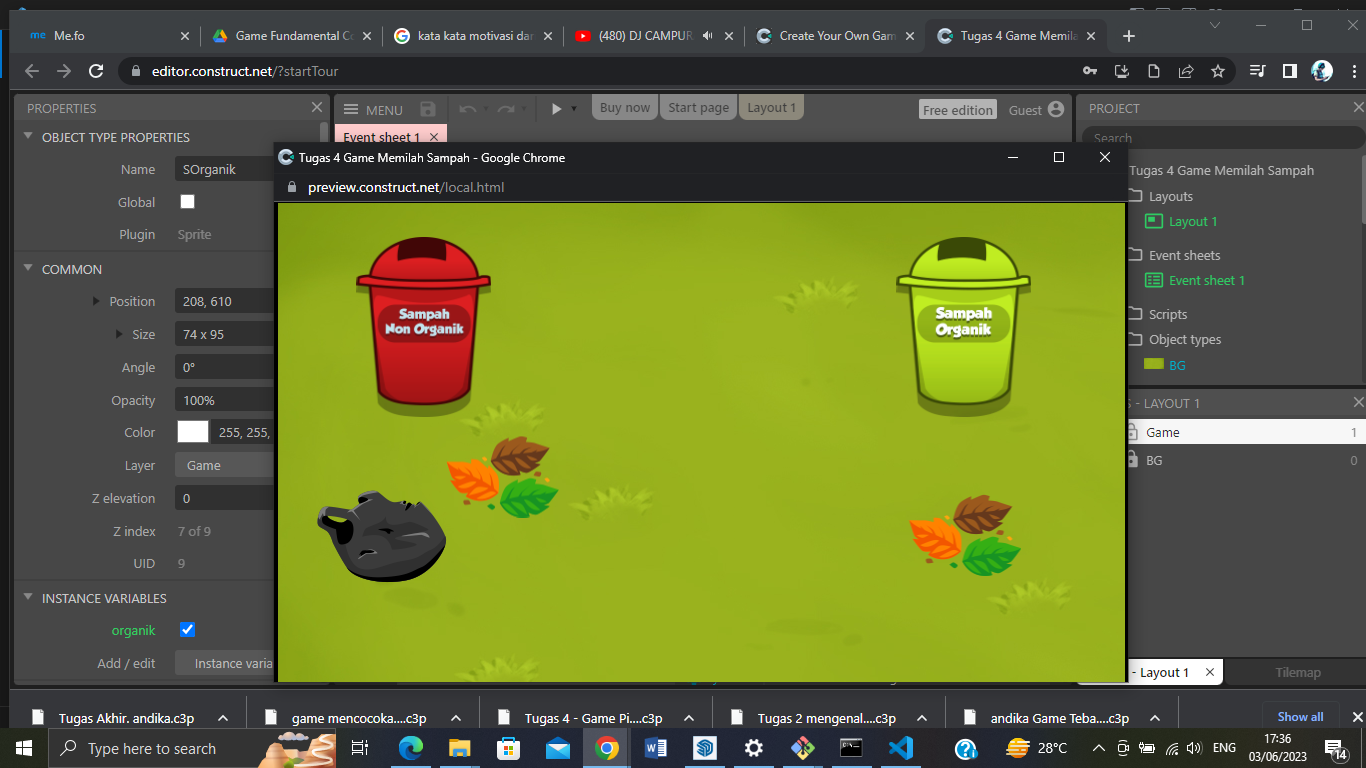 Me.fo
Game Fundamental Co
kata kata motivasi dar
(480) DJ CAMPUR
Create Your Own Gam
Tugas 4 Game Memila
editor.construct.net/?startTour
PROPERTIES
MENU
Buy now
Start page
Layout 1
Free edition
Guest
PROJECT
OBJECT TYPE PROPERTIES
Event sheet 1
Search
Name
SOrganik
Global
Plugin
Sprite
COMMON
Position
208, 610
Size
74 x 95
Angle
0°
Opacity
100%
Color
255, 255,
Layer
Game
Z elevation
0
Z index
7 of 9
UID
9
INSTANCE VARIABLES
organik
Add / edit
Instance varia
Tugas 4 Game Memilah Sampah - Google Chrome
preview.construct.net/local.html
Sampah
Non Organik
Sampah
Organik
Tugas 4 Game Memilah Sampah
Layouts
Layout 1
Event sheets
Event sheet 1
Scripts
Object types
BG
- LAYOUT 1
Game
1
BG
0
- Layout 1
Tilemap
Tugas Akhir. andika.c3p
game mencocoka....c3p
Tugas 4 - Game Pi....c3p
Tugas 2 mengenal....c3p
andika Game Teba....c3p
Show all
Type here to search
28°C
ENG
17:36
03/06/2023
14